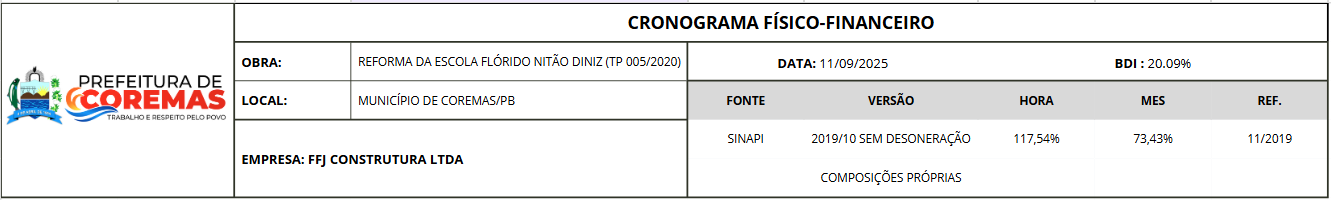 CRONOGRAMA FÍSICO-FINANCEIRO
PREFEITURA DE
COREMAS
TRABALHO E RESPEITO PELO POVO
OBRA: REFORMA DA ESCOLA FLÓRIDO NITÃO DINIZ (TP 005/2020) DATA: 11/09/2025 BDI : 20.09%
LOCAL: MUNICÍPIO DE COREMAS/PB
FONTE VERSÃO HORA MES REF.
EMPRESA: FFJ CONSTRUTURA LTDA
SINAPI 2019/10 SEM DESONERAÇÃO 117,54% 73,43% 11/2019
COMPOSIÇÕES PRÓPRIAS